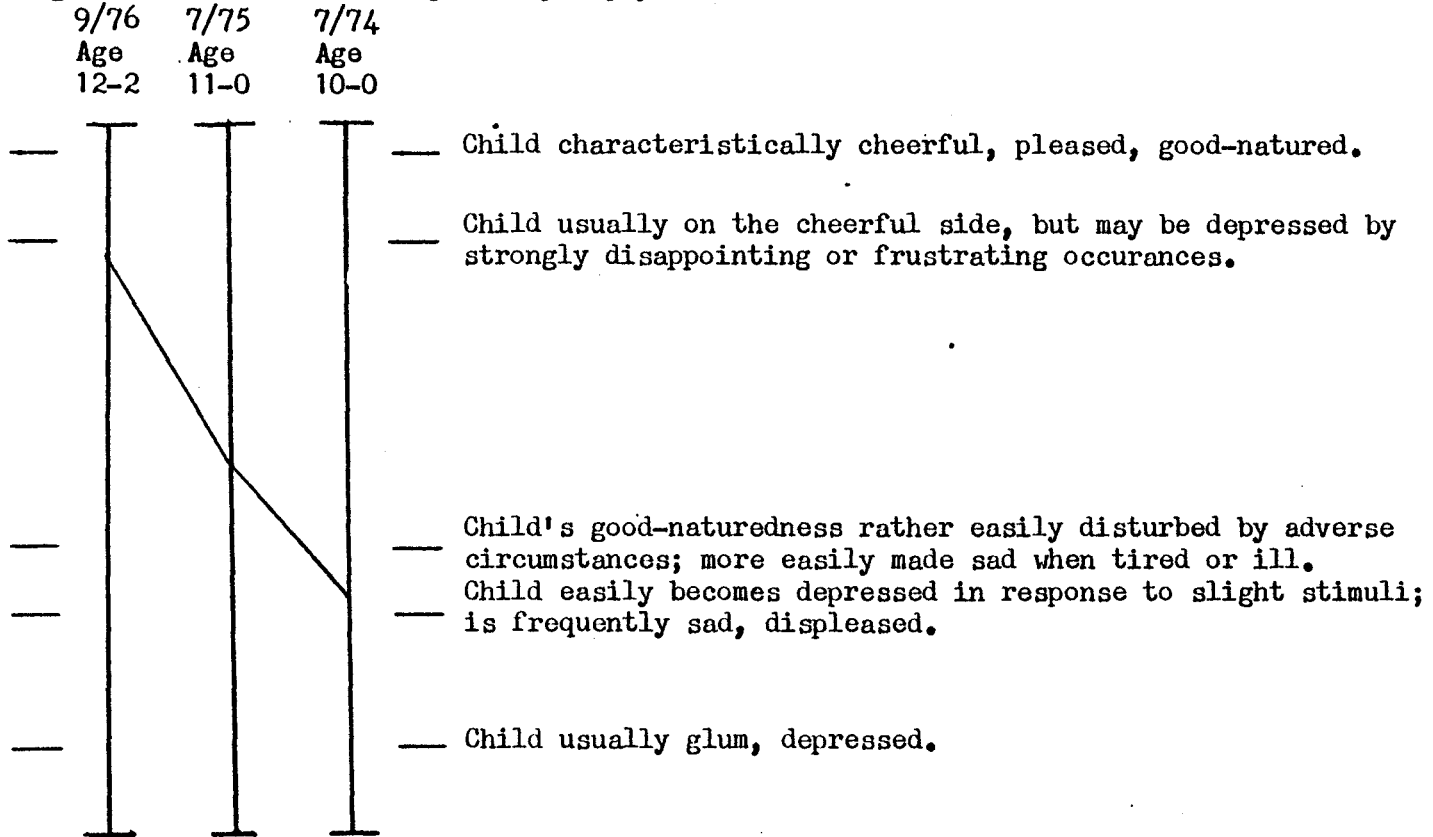 9/76 7/75 7/74
Age Age Age
12-2 11-0 10-0
Child characteristically cheerful, pleased, good-natured.
Child usually on the cheerful side, but may be depressed by
strongly disappointing or frustrating occurances.
Child's good-naturedness rather easily disturbed by adverse
circumstances; more easily made sad when tired or ill.
Child easily becomes depressed in response to slight stimuli;
is frequently sad, displeased.
Child usually glum, depressed.